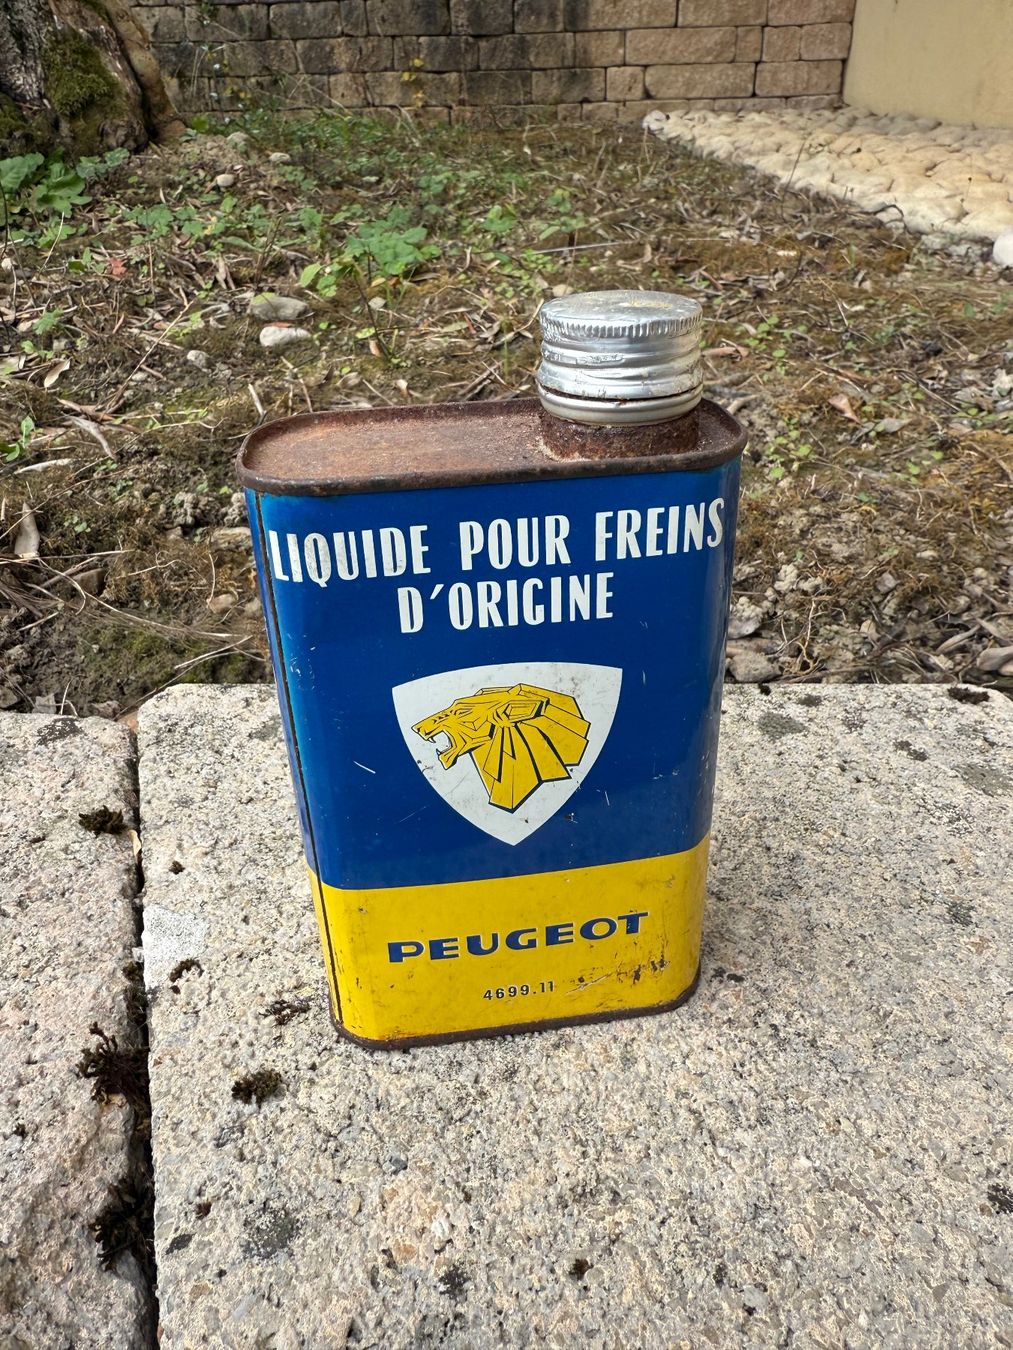 LIQUIDE POUR FREINS
D'ORIGINE
PEUGEOT
4699.11